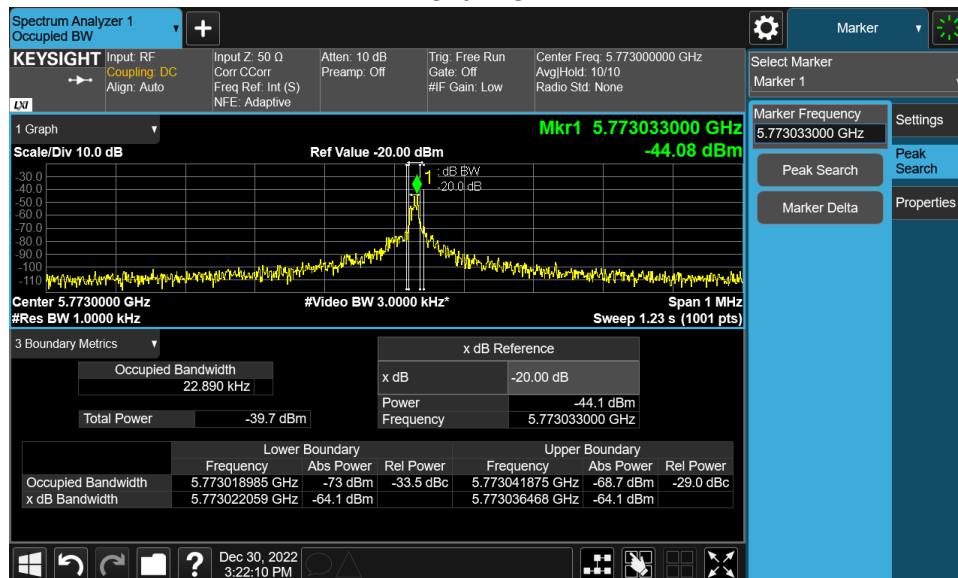 Spectrum Analyzer 1
Occupied BW
Marker
KEYSIGHT
LXI
Input: RF
Coupling: DC
Align: Auto
Input Z: 50 Ω
Corr CCorr
Freq Ref: Int (S)
NFE: Adaptive
Atten: 10 dB
Preamp: Off
Trig: Free Run
Gate: Off
#IF Gain: Low
Center Freq: 5.773000000 GHz
Avg|Hold: 10/10
Radio Std: None
Select Marker
Marker 1
Marker Frequency
5.773033000 GHz
Peak Search
Marker Delta
Settings
Peak
Search
Properties
1 Graph
Mkr1 5.773033000 GHz
Scale/Div 10.0 dB
Ref Value -20.00 dBm
-44.08 dBm
1
dB BW
-20.0 dB
-30.0
-40.0
-50.0
-60.0
-70.0
-80.0
-90.0
-100
-110
Center 5.7730000 GHz
#Video BW 3.0000 kHz*
Span 1 MHz
#Res BW 1.0000 kHz
Sweep 1.23 s (1001 pts)
3 Boundary Metrics
Occupied Bandwidth
22.890 kHz
Total Power -39.7 dBm
x dB Reference
x dB -20.00 dB
Power -44.1 dBm
Frequency 5.773033000 GHz
Lower Boundary Upper Boundary
Frequency Abs Power Rel Power Frequency Abs Power Rel Power
Occupied Bandwidth 5.773018985 GHz -73 dBm -33.5 dBc 5.773041875 GHz -68.7 dBm -29.0 dBc
x dB Bandwidth 5.773022059 GHz -64.1 dBm 5.773036468 GHz -64.1 dBm
?
Dec 30, 2022
3:22:10 PM